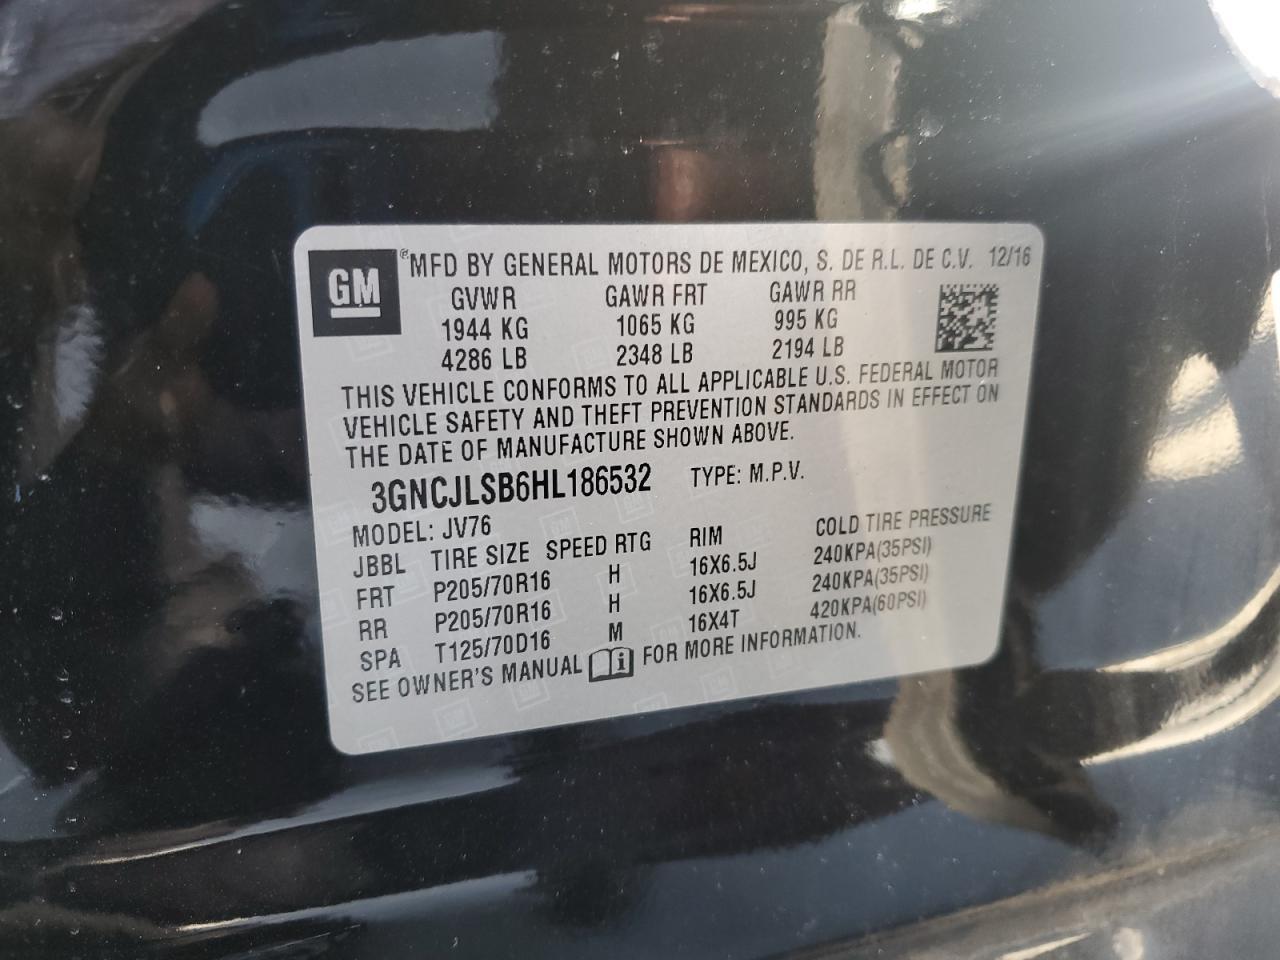 GM
® MFD BY GENERAL MOTORS DE MEXICO, S. DE R.L. DE C.V. 12/16
GVWR GAWR FRT GAWR RR
1944 KG 1065 KG 995 KG
4286 LB 2348 LB 2194 LB
THIS VEHICLE CONFORMS TO ALL APPLICABLE U.S. FEDERAL MOTOR
VEHICLE SAFETY AND THEFT PREVENTION STANDARDS IN EFFECT ON
THE DATE OF MANUFACTURE SHOWN ABOVE.
3GNCJLSB6HL186532 TYPE: M.P.V.
MODEL: JV76
JBBL TIRE SIZE SPEED RTG RIM COLD TIRE PRESSURE
FRT P205/70R16 H 16X6.5J 240KPA(35PSI)
RR P205/70R16 H 16X6.5J 240KPA(35PSI)
SPA T125/70D16 M 16X4T 420KPA(60PSI)
SEE OWNER'S MANUAL i FOR MORE INFORMATION.